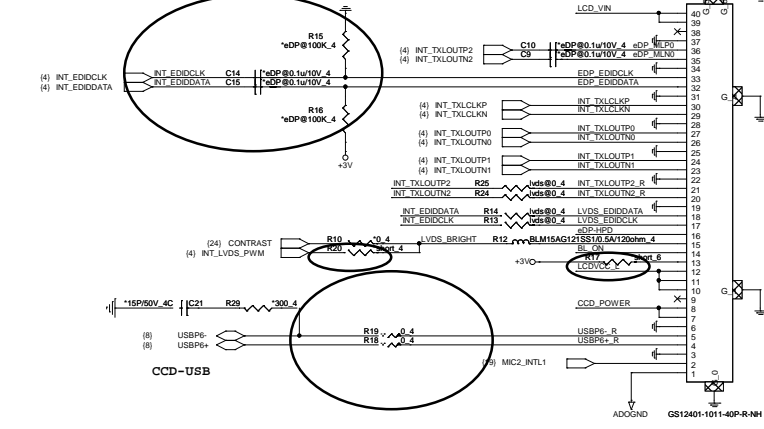 LCD_VIN
40
39
38
37
36
35
34
33
32
31
30
29
28
27
26
25
24
23
22
21
20
19
18
17
16
15
14
13
12
11
10
9
8
7
6
5
4
3
2
1
R15
*eDP@100K_4
(4) INT_TXLOUTP2 C10 *eDP@0.1u/10V_4 eDP_MLP0
(4) INT_TXLOUTN2 C9 *eDP@0.1u/10V_4 eDP_MLN0
(4) INT_EDIDCLK INT_EDIDCLK C14 *eDP@0.1u/10V_4 EDP_EDIDCLK
(4) INT_EDIDDATA INT_EDIDDATA C15 *eDP@0.1u/10V_4 EDP_EDIDDATA
R16
*eDP@100K_4
+3V
(4) INT_TXLCLKP INT_TXLCLKP
(4) INT_TXLCLKN INT_TXLCLKN
(4) INT_TXLOUTP0 INT_TXLOUTP0
(4) INT_TXLOUTN0 INT_TXLOUTN0
(4) INT_TXLOUTP1 INT_TXLOUTP1
(4) INT_TXLOUTN1 INT_TXLOUTN1
INT_TXLOUTP2 R25 lvds@0_4 INT_TXLOUTP2_R
INT_TXLOUTN2 R24 lvds@0_4 INT_TXLOUTN2_R
INT_EDIDDATA R14 lvds@0_4 LVDS_EDIDDATA
INT_EDIDCLK R13 lvds@0_4 LVDS_EDIDCLK
eDP-HPD
(24) CONTRAST R10 *0_4 LVDS_BRIGHT R12 BLM15AG121SS1/0.5A/120ohm_4
(4) INT_LVDS_PWM R20 short_4 BL_ON
+3V R17 short_6
LCDVCC_L
*15P/50V_4C C21 R29 *300_4 CCD_POWER
(8) USBP6- R19 0_4 USBP6-_R
(8) USBP6+ R18 0_4 USBP6+_R
MIC2_INTL1
CCD-USB
ADOGND GS12401-1011-40P-R-NH